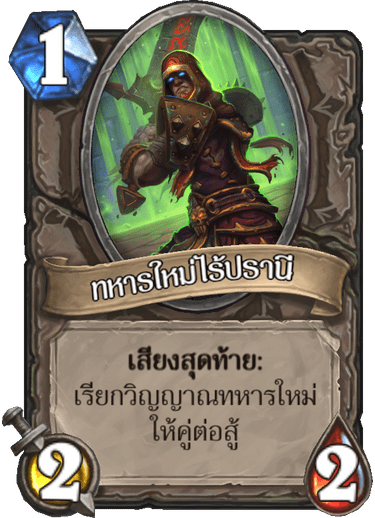 1
ทหารใหม่ไร้ปรานี
เสียงสุดท้าย:
เรียกวิญญาณทหารใหม่
ให้คู่ต่อสู้
2
2